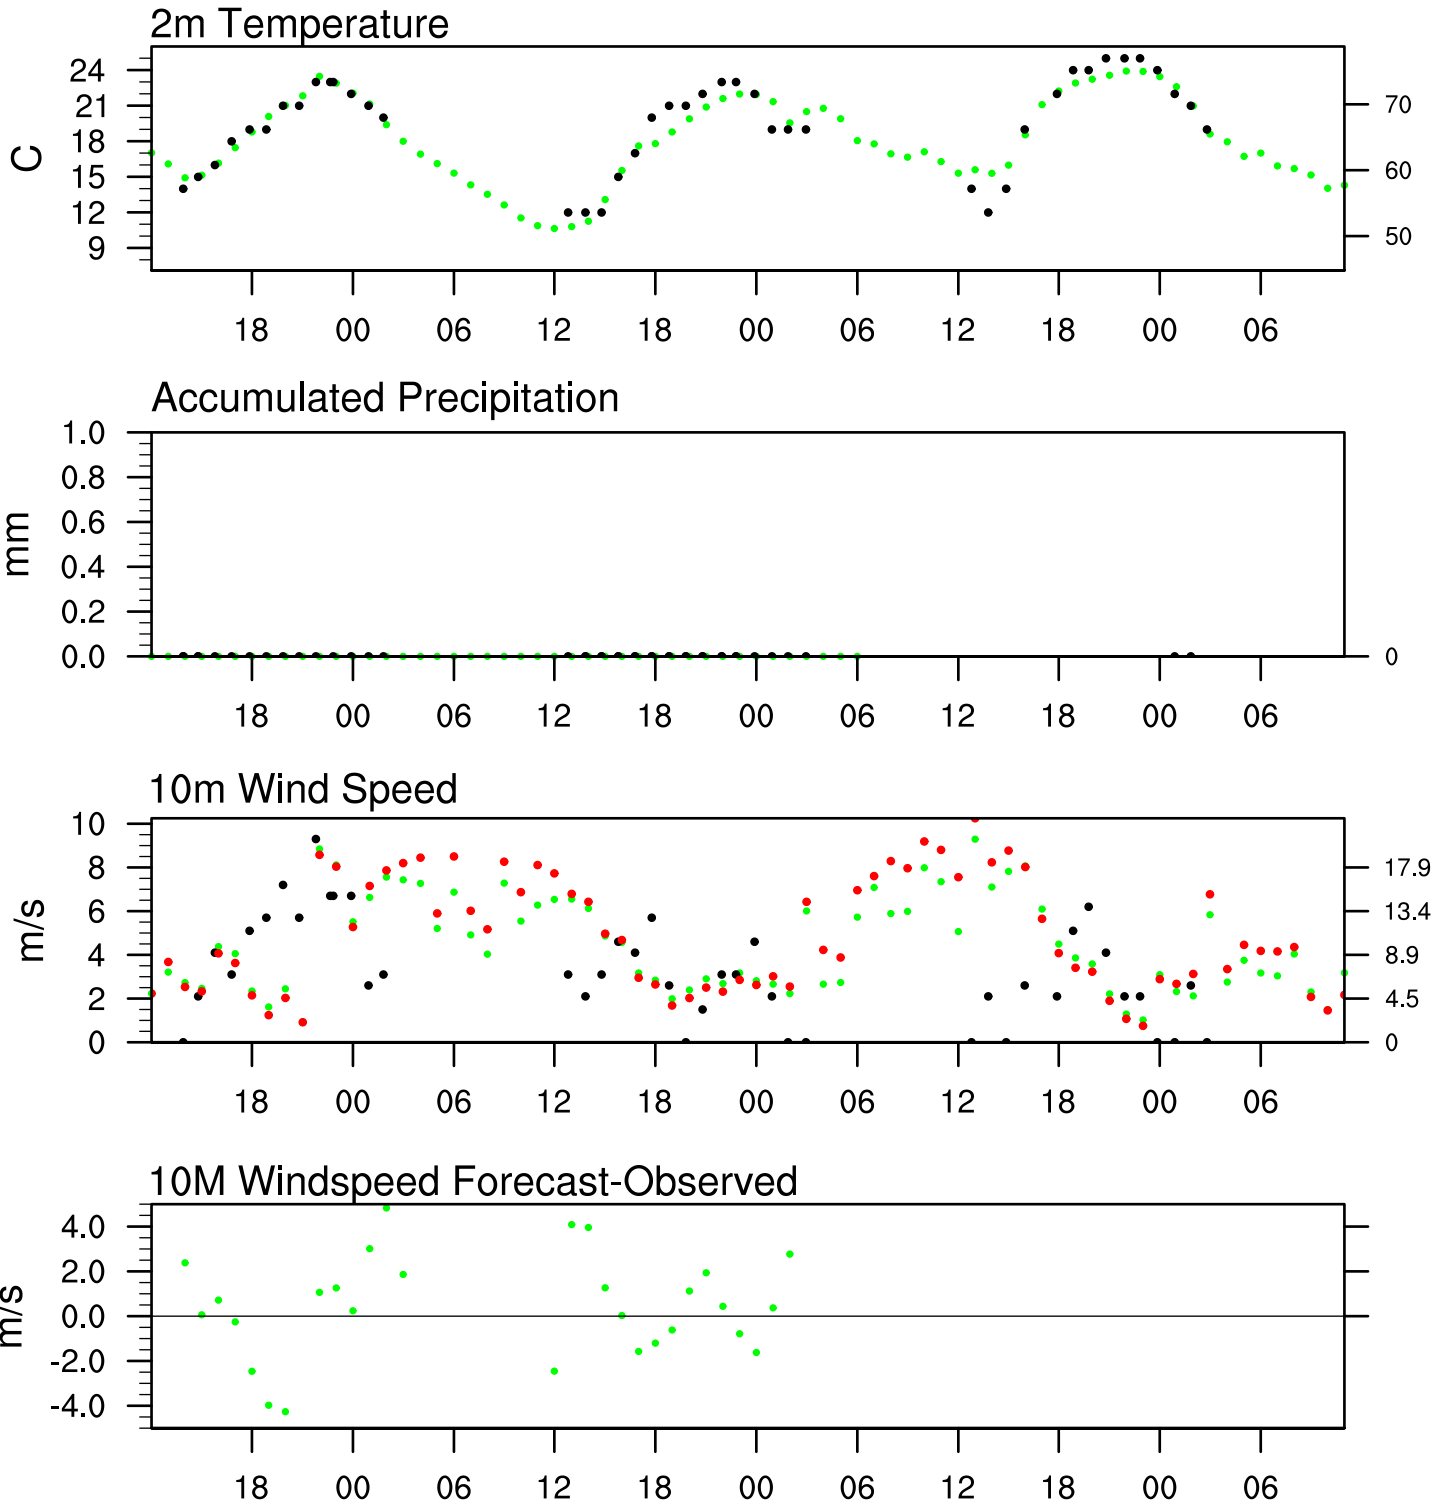 2m Temperature
24
21
18
15
12
9
C
70
60
50
18 00 06 12 18 00 06 12 18 00 06
Accumulated Precipitation
1.0
0.8
0.6
0.4
0.2
0.0
mm
0
18 00 06 12 18 00 06 12 18 00 06
10m Wind Speed
10
8
6
4
2
0
m/s
17.9
13.4
8.9
4.5
0
18 00 06 12 18 00 06 12 18 00 06
10M Windspeed Forecast-Observed
4.0
2.0
0.0
-2.0
-4.0
m/s
18 00 06 12 18 00 06 12 18 00 06